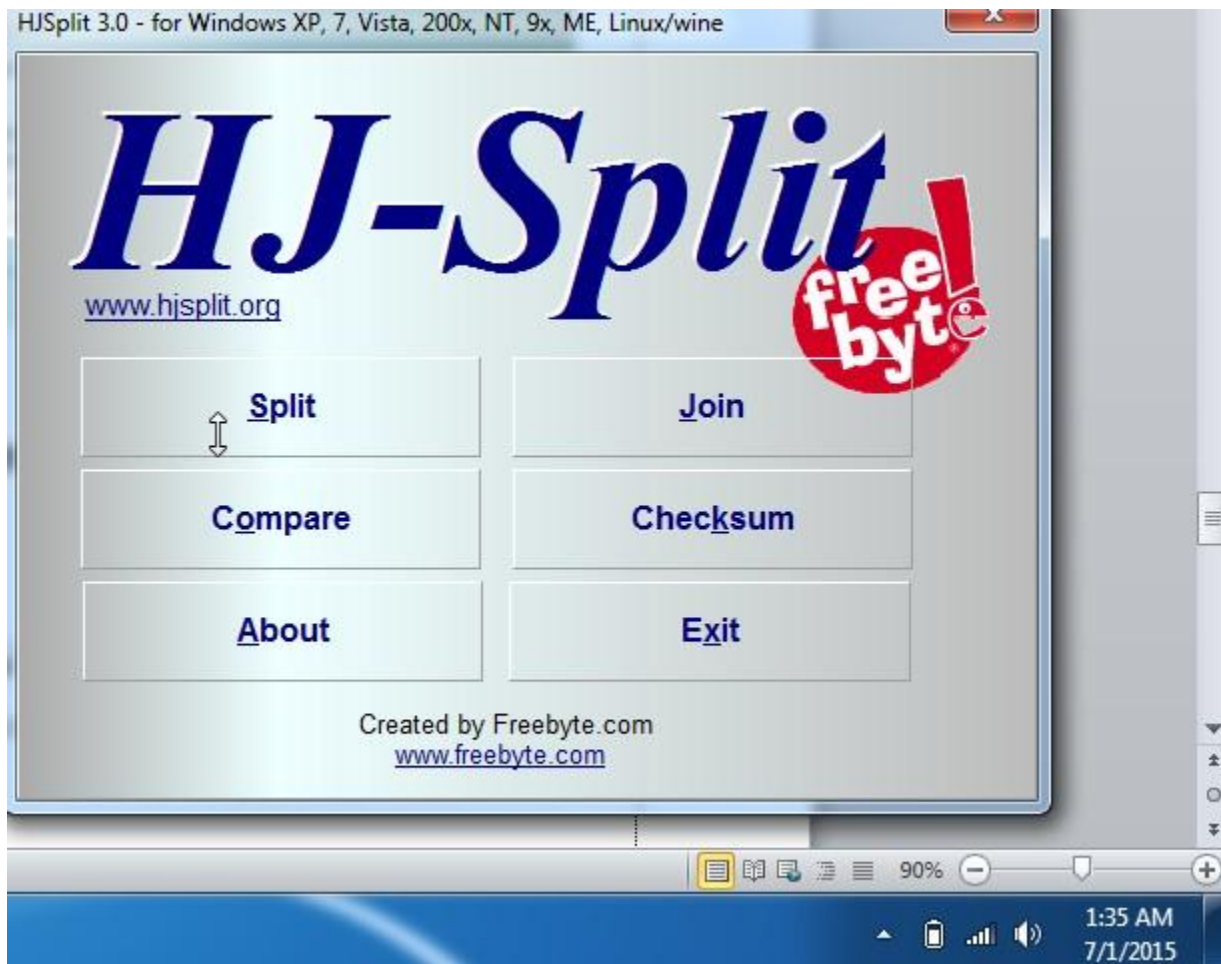 HJSplit 3.0 - for Windows XP, 7, Vista, 200x, NT, 9x, ME, Linux/wine
HJ-Split
www.hjsplit.org
free
byte!
Split
Join
Compare
Checksum
About
Exit
Created by Freebyte.com
www.freebyte.com
90%
1:35 AM
7/1/2015